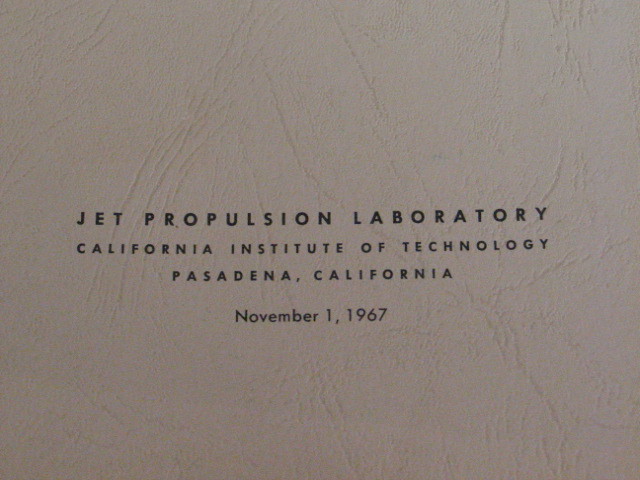 JET PROPULSION LABORATORY
CALIFORNIA INSTITUTE OF TECHNOLOGY
PASADENA, CALIFORNIA
November 1, 1967